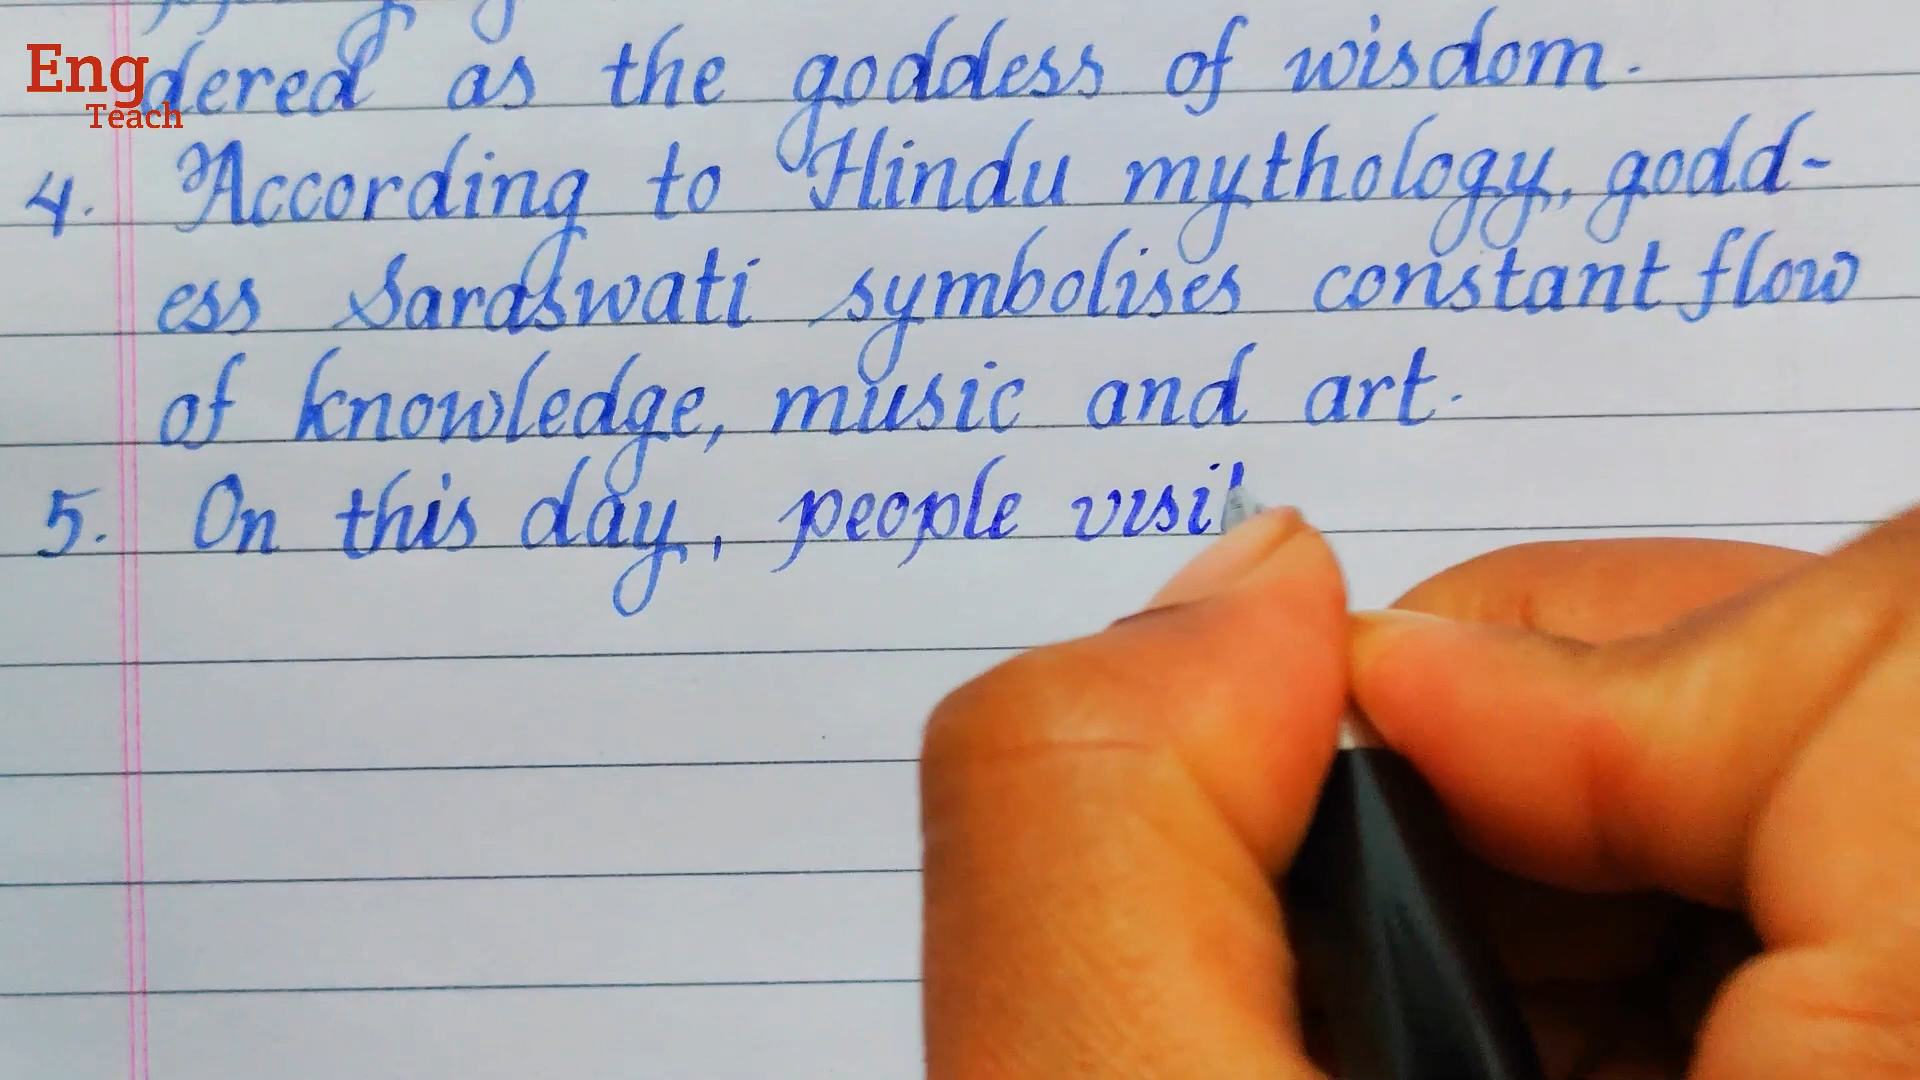 Eng
Teach
dered as the goddess of wisdom.
4. According to Hindu mythology, godd-
ess Saraswati symbolises constant flow
of knowledge, music and art.
5. On this day, people visit